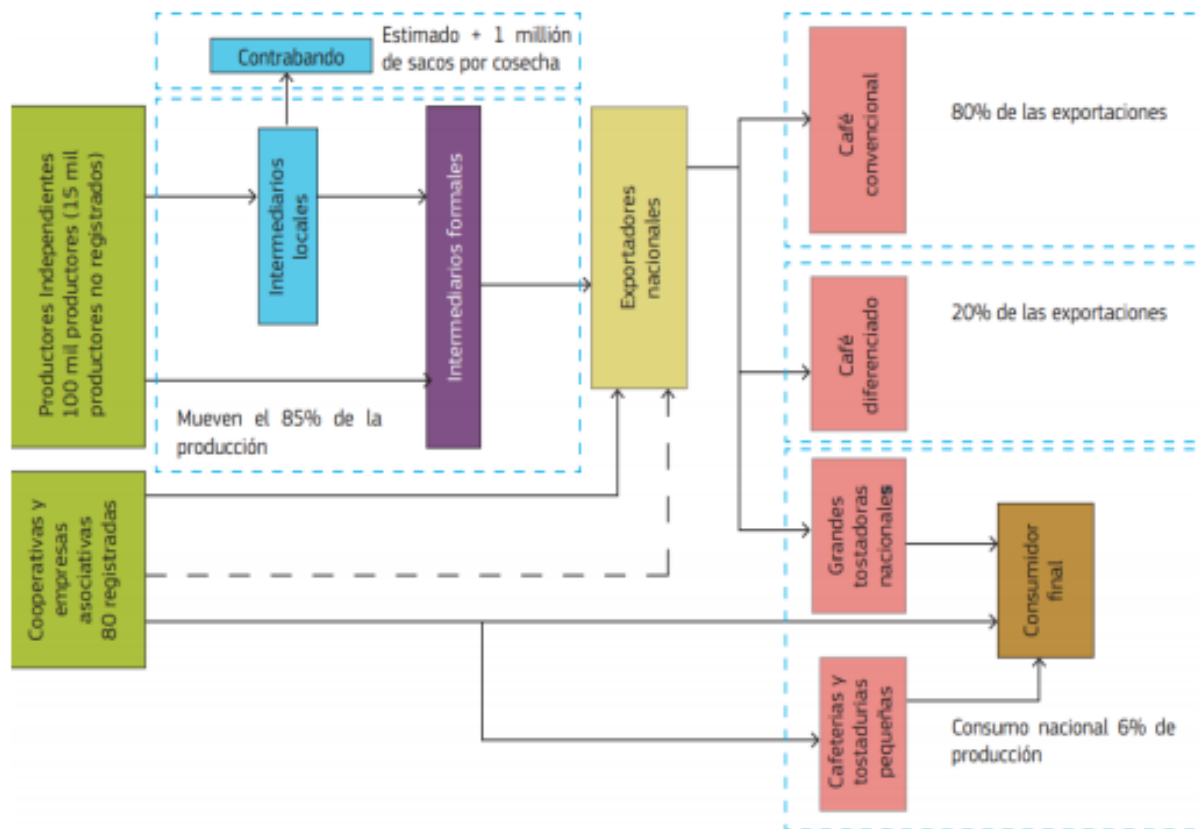 Contrabando
Estimado + 1 millión
de sacos por cosecha
Productores Independientes
100 mil productores (15 mil
productores no registrados)
Intermediarios
locales
Intermediarios formales
Mueven el 85% de la
producción
Exportadores
nacionales
Café
convencional
80% de las exportaciones
Café
diferenciado
20% de las exportaciones
Cooperativas y
empresas
asociativas
80 registradas
Grandes
tostadoras
nacionales
Consumidor
final
Cafeterias y
tostadurias
pequeñas
Consumo nacional 6% de
producción